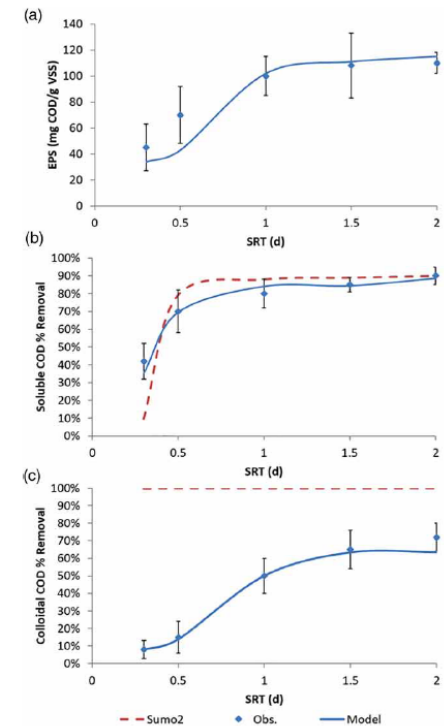 (a)
EPS (mg COD/g VSS)
140
120
100
80
60
40
20
0
0 0.5 1 1.5 2
SRT (d)
(b)
Soluble COD % Removal
100%
90%
80%
70%
60%
50%
40%
30%
20%
10%
0%
0 0.5 1 1.5 2
SRT (d)
(c)
Colloidal COD % Removal
100%
90%
80%
70%
60%
50%
40%
30%
20%
10%
0%
0 0.5 1 1.5 2
SRT (d)
Sumo2 Obs. Model